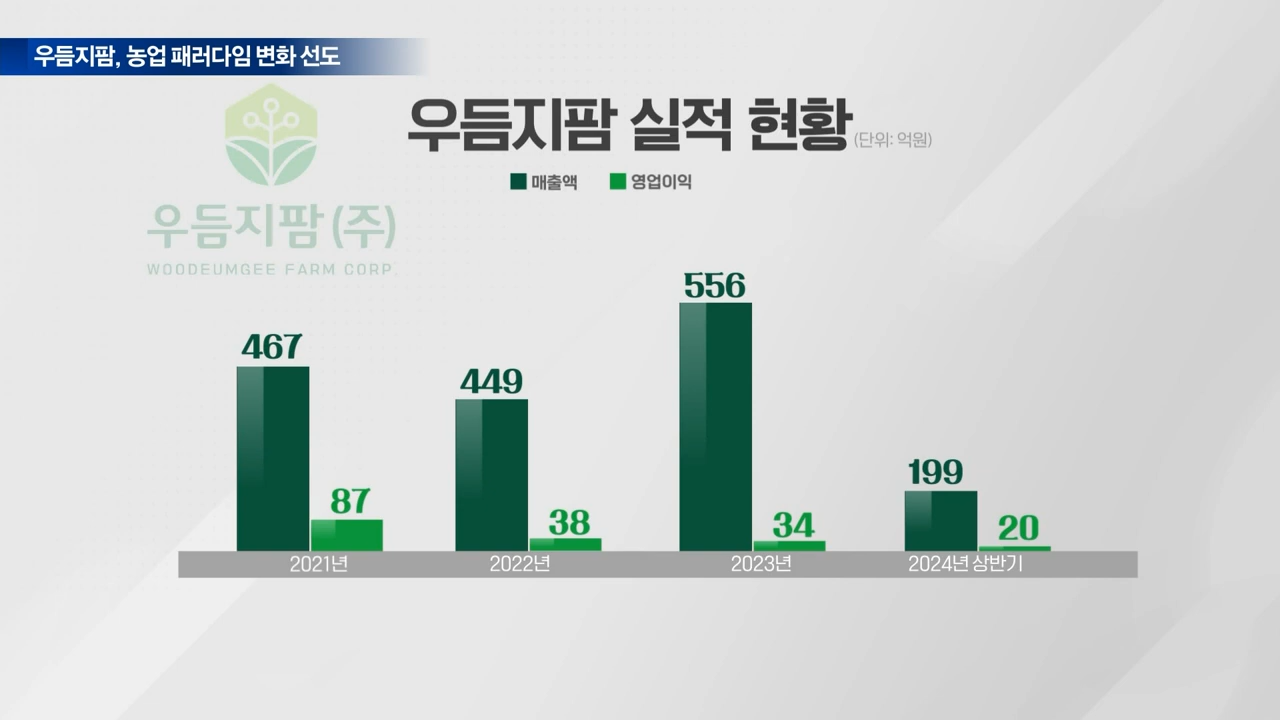 우듬지팜, 농업 패러다임 변화 선도
우듬지팜 실적 현황 (단위: 억원)
매출액 영업이익
우듬지팜(주)
WOODEUMGEE FARM CORP.
467 87 449 38 556 34 199 20
2021년 2022년 2023년 2024년 상반기